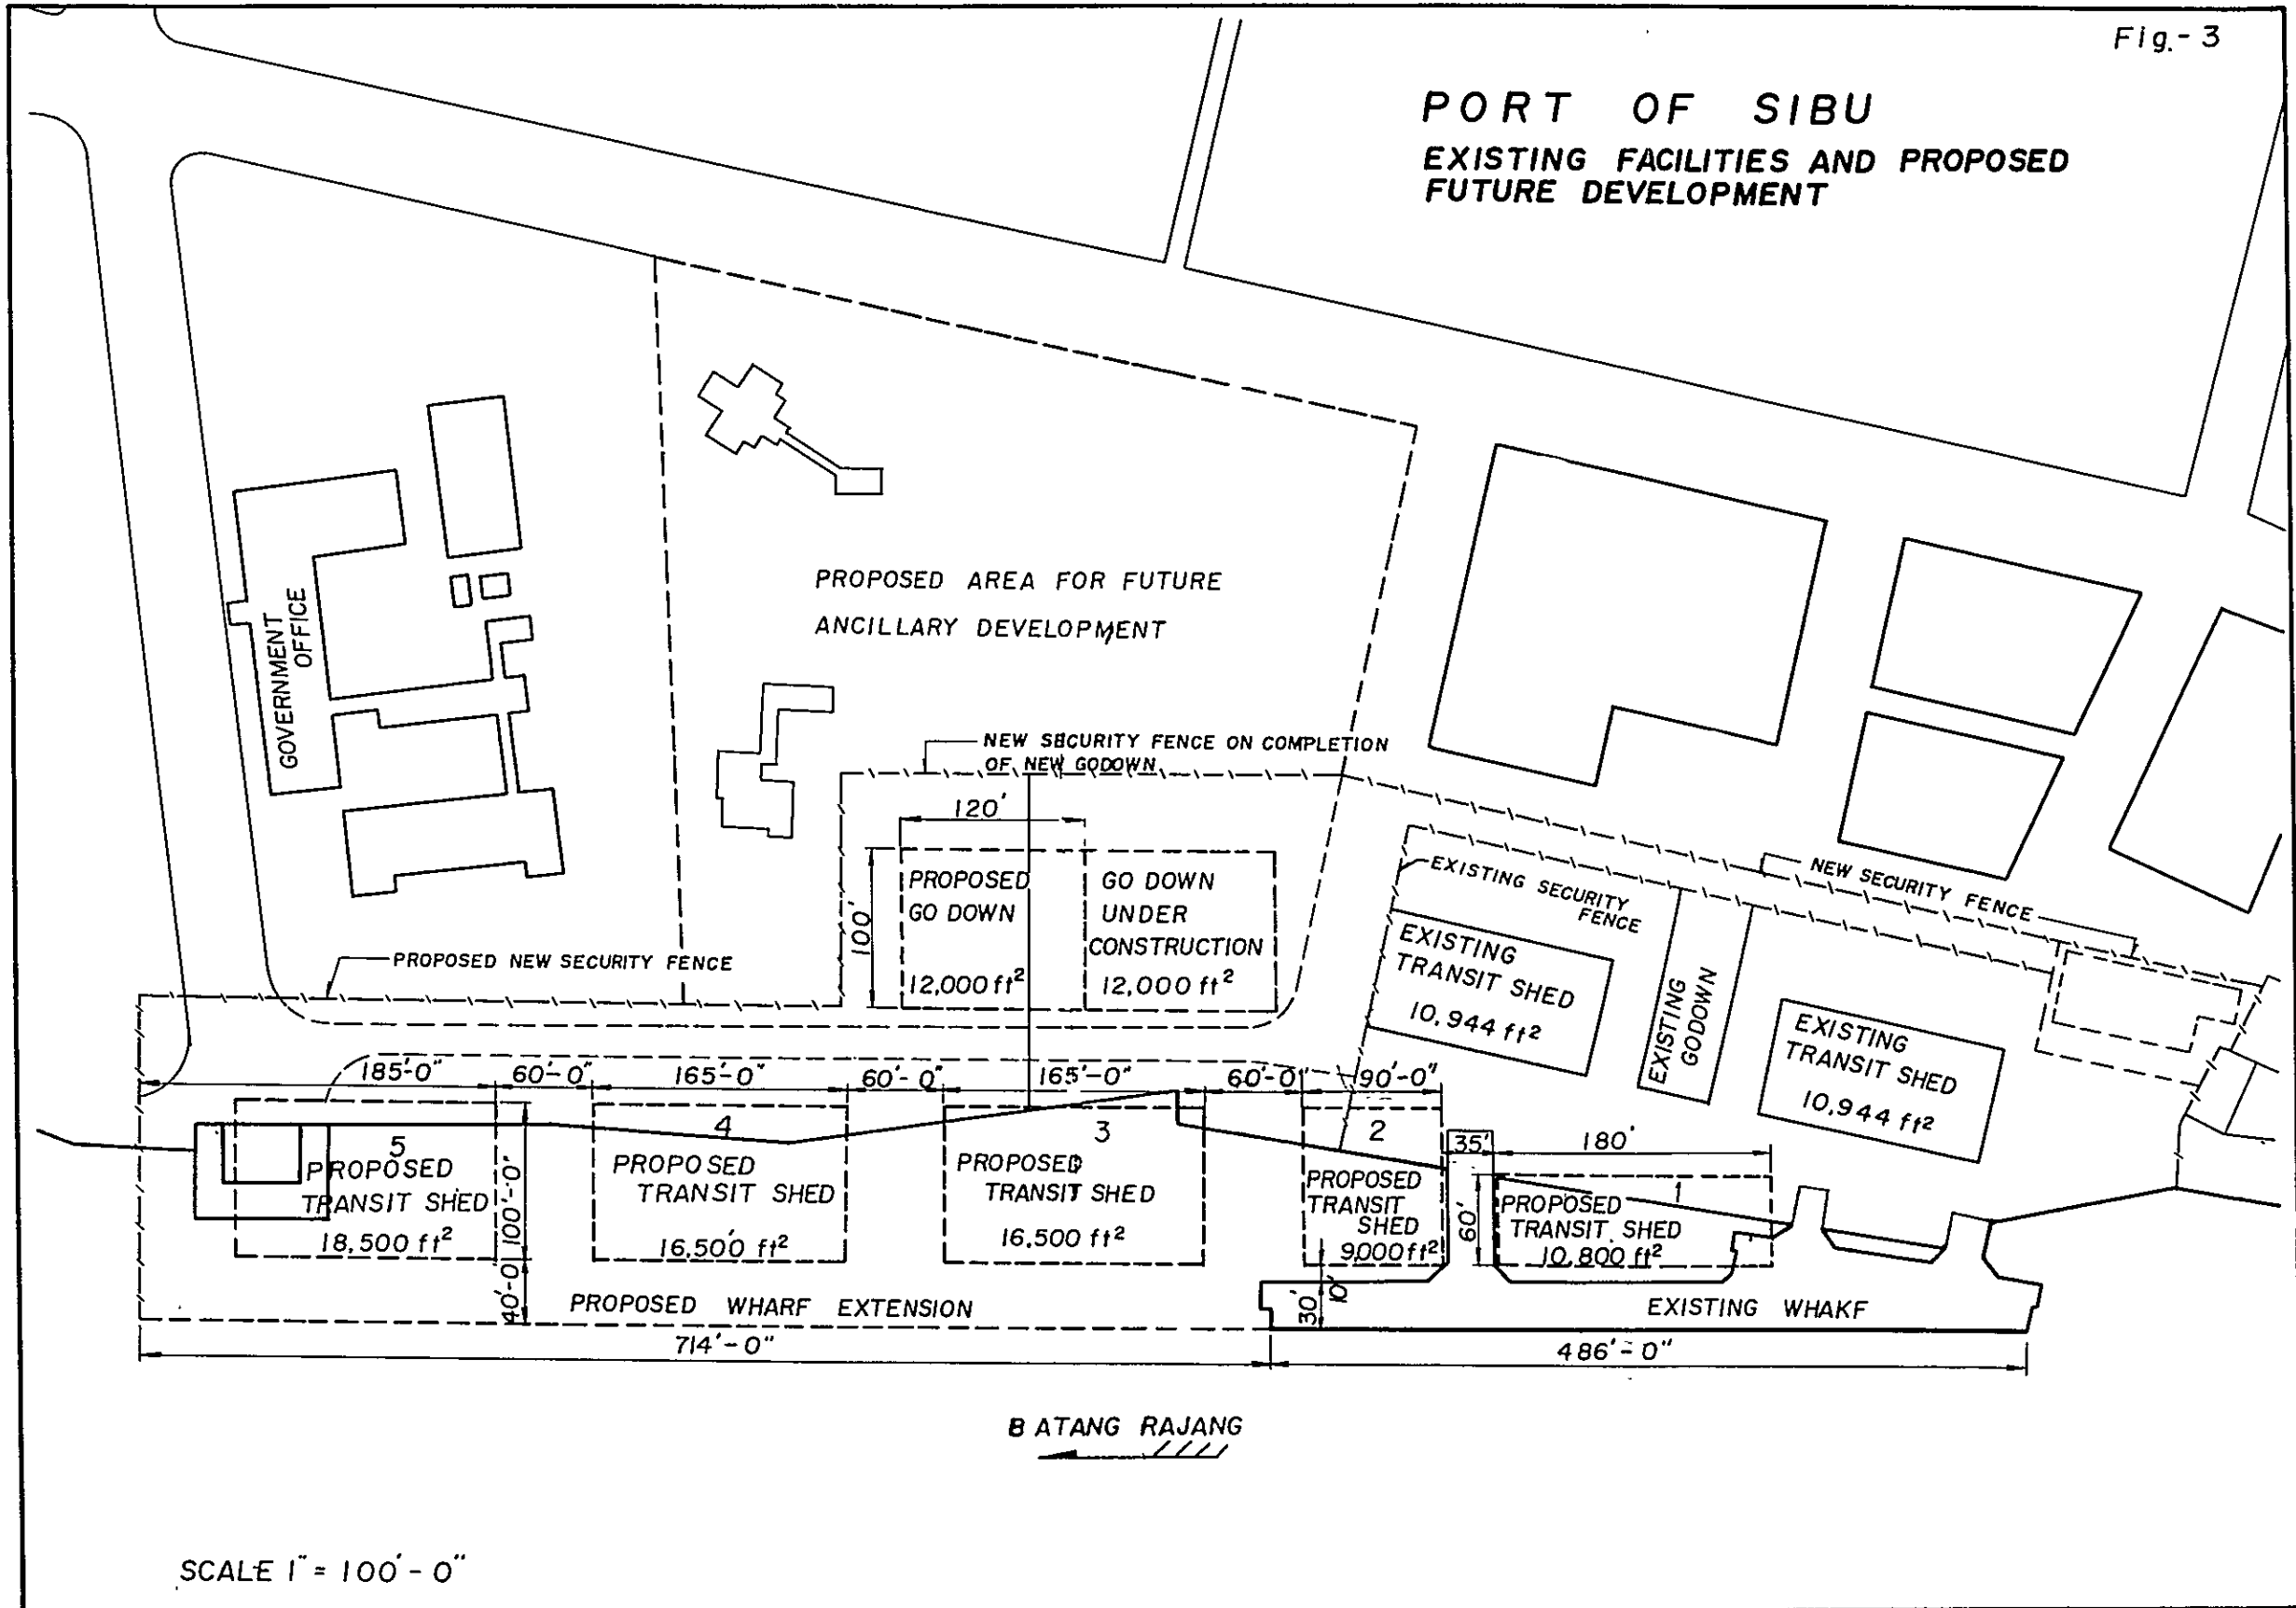 Fig.-3
PORT OF SIBU
EXISTING FACILITIES AND PROPOSED
FUTURE DEVELOPMENT
GOVERNMENT
OFFICE
PROPOSED AREA FOR FUTURE
ANCILLARY DEVELOPMENT
NEW SECURITY FENCE ON COMPLETION
OF NEW GODOWN
120'
100'
PROPOSED
GO DOWN
12,000 ft²
GO DOWN
UNDER
CONSTRUCTION
12,000 ft²
EXISTING SECURITY
FENCE
NEW SECURITY FENCE
EXISTING
TRANSIT SHED
10,944 ft²
EXISTING
GODOWN
EXISTING
TRANSIT SHED
10,944 ft²
PROPOSED NEW SECURITY FENCE
185'-0"
60'-0"
165'-0"
60'-0"
165'-0"
60'-0"
90'-0"
5
PROPOSED
TRANSIT SHED
18,500 ft²
100'-0"
40'-0
4
PROPOSED
TRANSIT SHED
16,500 ft²
3
PROPOSED
TRANSIT SHED
16,500 ft²
2
PROPOSED
TRANSIT
SHED
9,000 ft²
35'
180'
60'
1
PROPOSED
TRANSIT SHED
10,800 ft²
30'
10'
PROPOSED WHARF EXTENSION
EXISTING WHAKF
714'-0"
486'-0"
BATANG RAJANG
SCALE 1" = 100'-0"